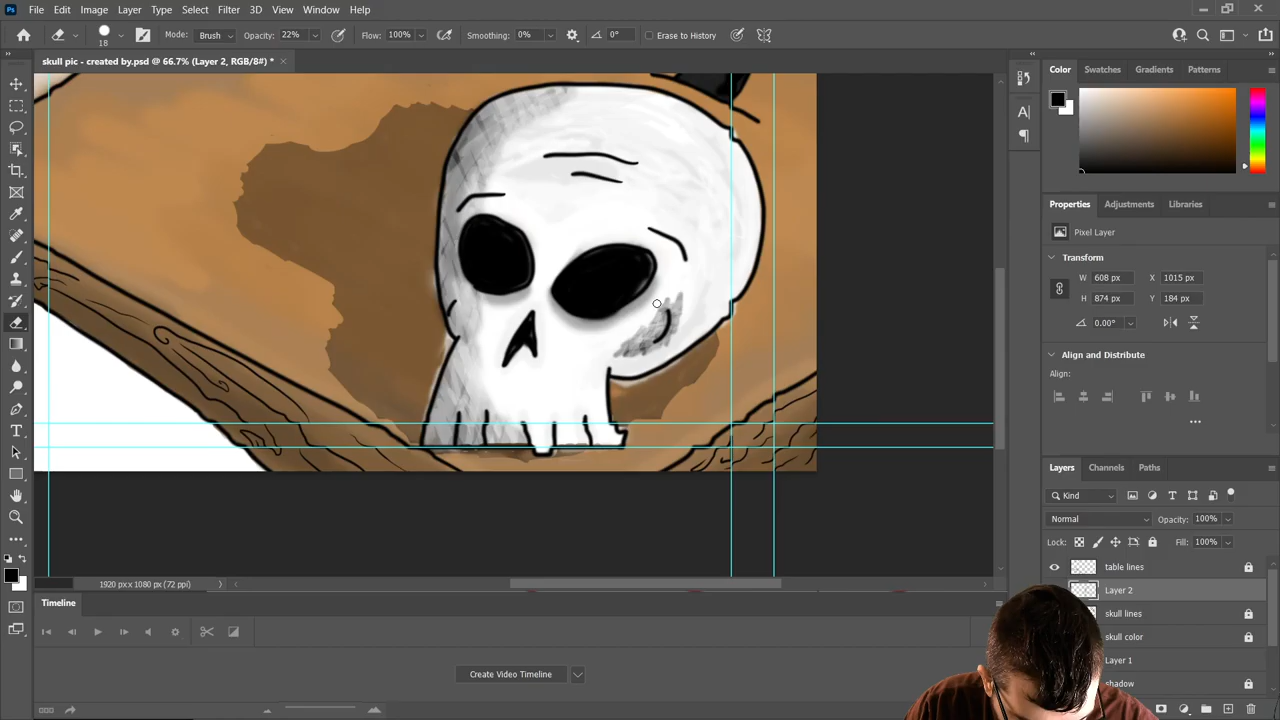 Ps File Edit Image Layer Type Select Filter 3D View Window Help
18 Mode: Brush Opacity: 22% Flow: 100% Smoothing: 0% 0° Erase to History
skull pic - created by.psd @ 66.7% (Layer 2, RGB/8#) *
Color Swatches Gradients Patterns
Properties Adjustments Libraries
Pixel Layer
Transform
W 608 px X 1015 px
H 874 px Y 184 px
0.00°
Align and Distribute
Align:
Layers Channels Paths
Kind
Normal Opacity: 100%
Lock: Fill: 100%
table lines
Layer 2
skull lines
skull color
Layer 1
shadow
1920 px x 1080 px (72 ppi)
Timeline
Create Video Timeline